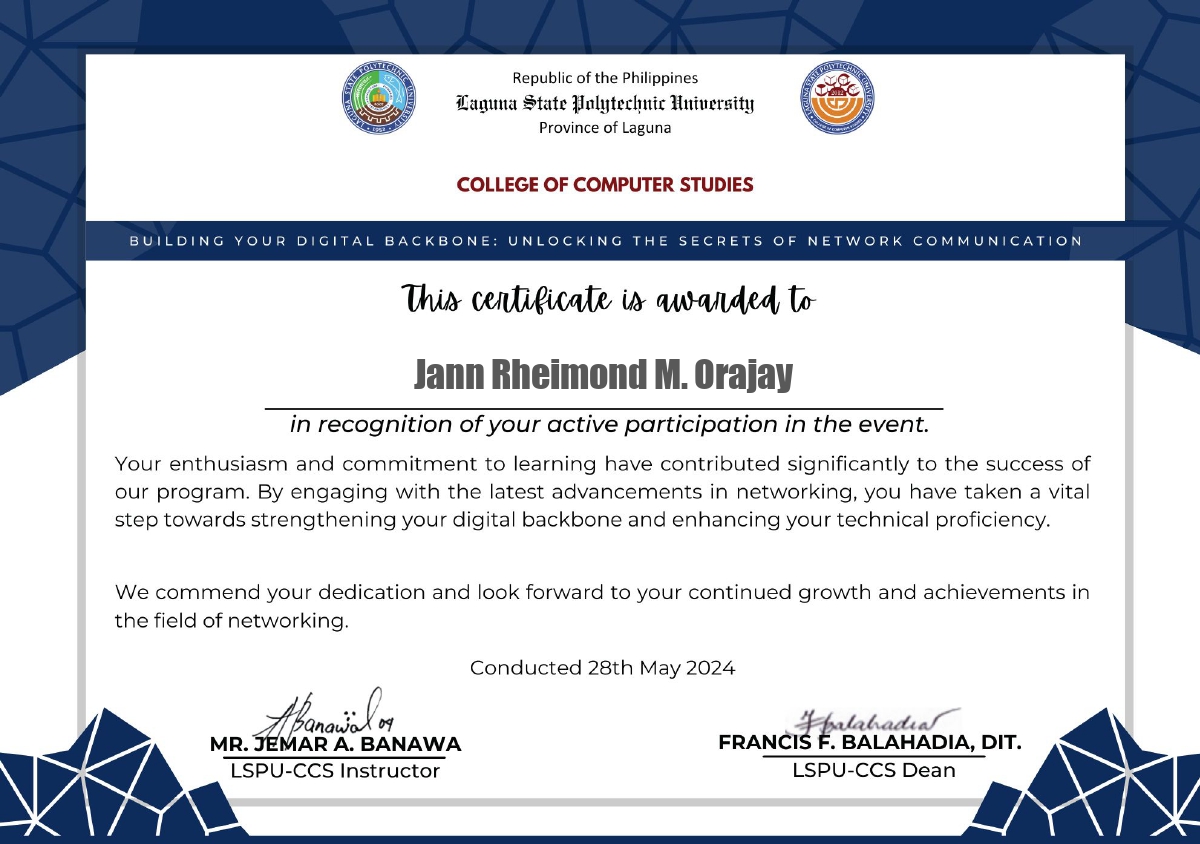 Republic of the Philippines
Laguna State Polytechnic University
Province of Laguna
COLLEGE OF COMPUTER STUDIES
BUILDING YOUR DIGITAL BACKBONE: UNLOCKING THE SECRETS OF NETWORK COMMUNICATION
This certificate is awarded to
Jann Rheimond M. Orajay
in recognition of your active participation in the event.
Your enthusiasm and commitment to learning have contributed significantly to the success of
our program. By engaging with the latest advancements in networking, you have taken a vital
step towards strengthening your digital backbone and enhancing your technical proficiency.
We commend your dedication and look forward to your continued growth and achievements in
the field of networking.
Conducted 28th May 2024
MR. JEMAR A. BANAWA
LSPU-CCS Instructor
FRANCIS F. BALAHADIA, DIT.
LSPU-CCS Dean